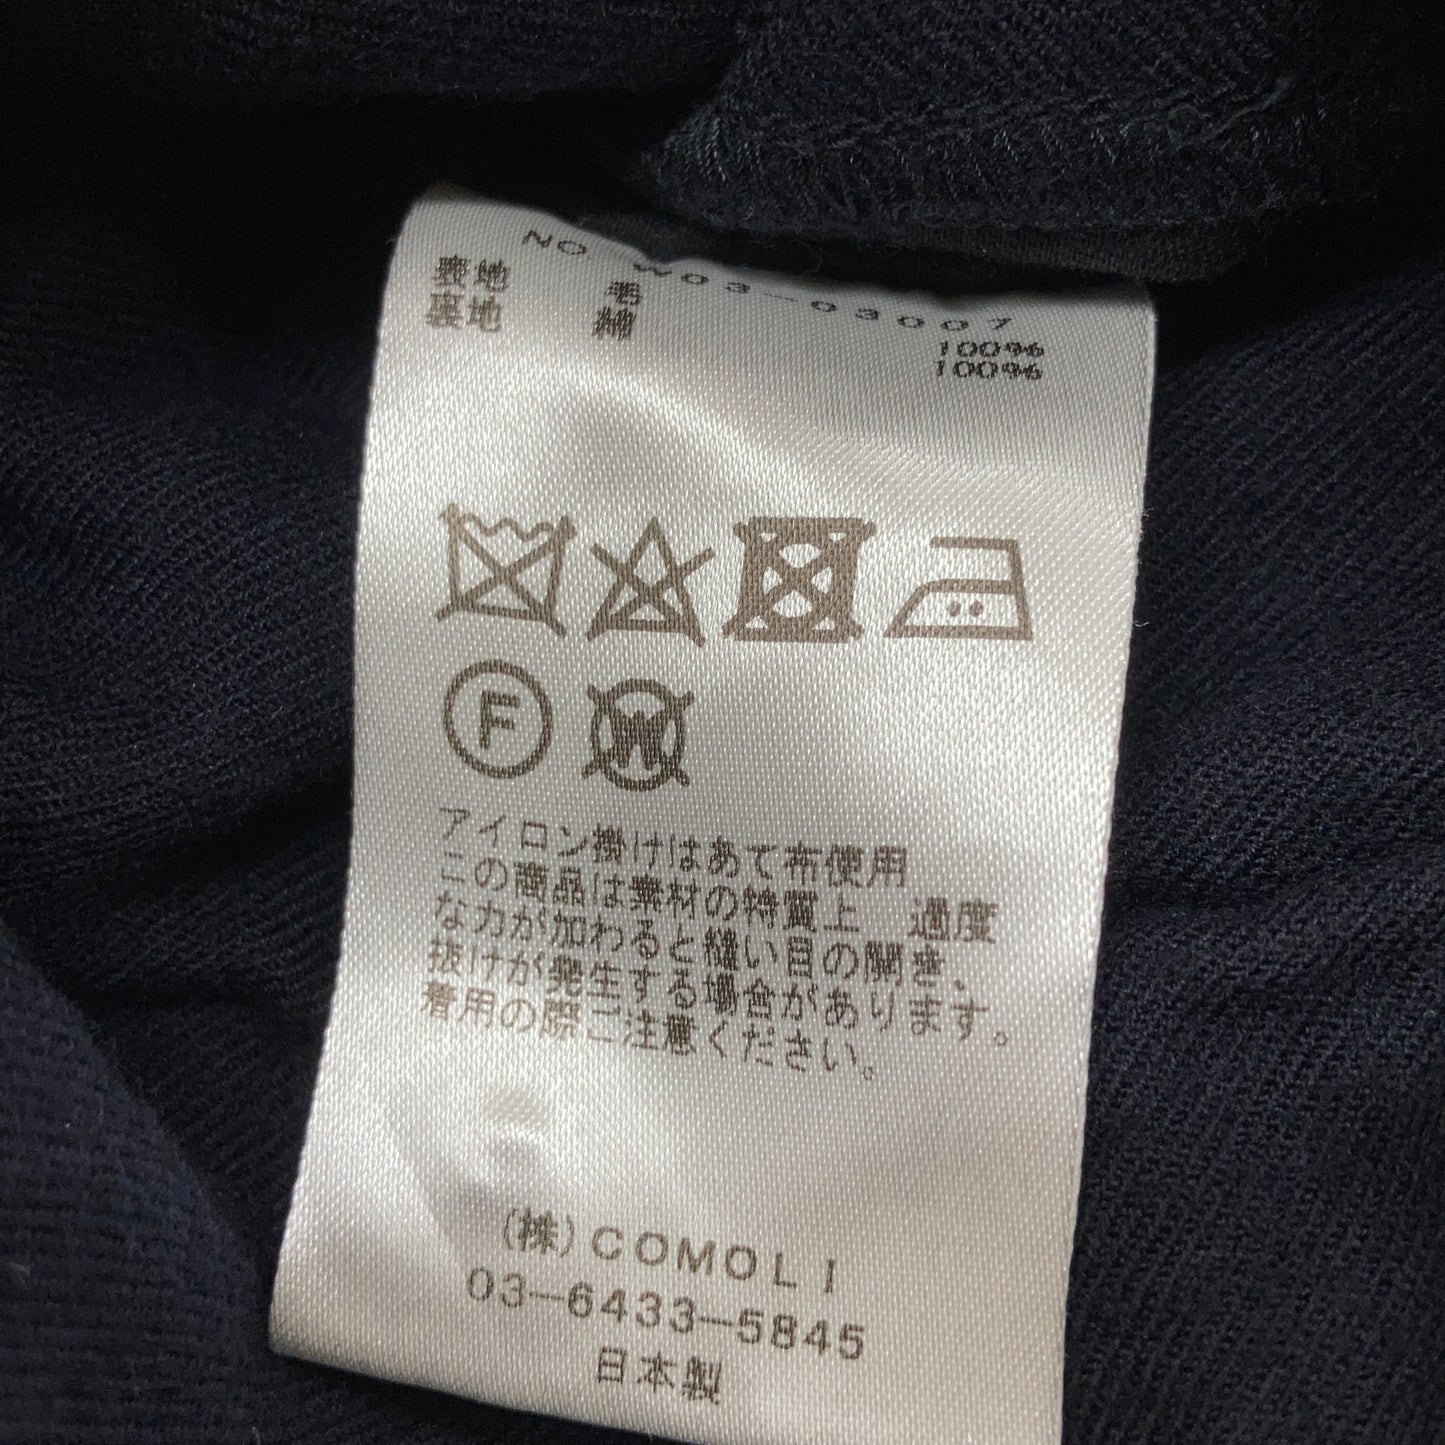 NO W03-03007
表地 毛 100%
裏地 綿 100%
F
W
アイロン掛けはあて布使用
この商品は素材の特質上 過度
な力が加わると縫い目の開き、
抜けが発生する場合があります。
着用の際ご注意ください。
(株)COMOLI
03-6433-5845
日本製